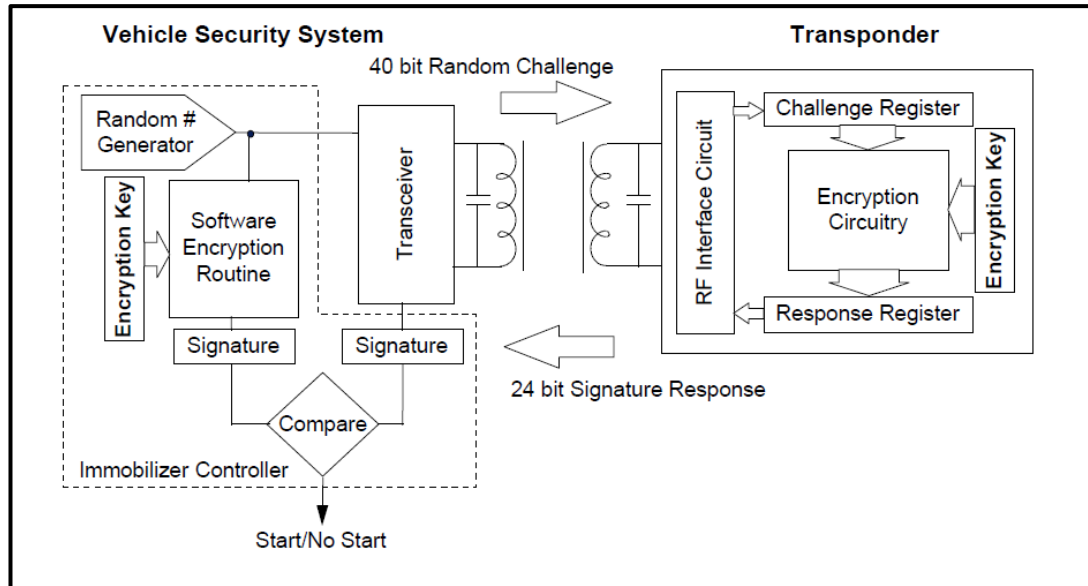 Vehicle Security System
Transponder
40 bit Random Challenge
Random #
Generator
Encryption Key
Software
Encryption
Routine
Transceiver
Signature
Signature
Compare
Immobilizer Controller
Start/No Start
RF Interface Circuit
Challenge Register
Encryption
Circuitry
Encryption Key
Response Register
24 bit Signature Response